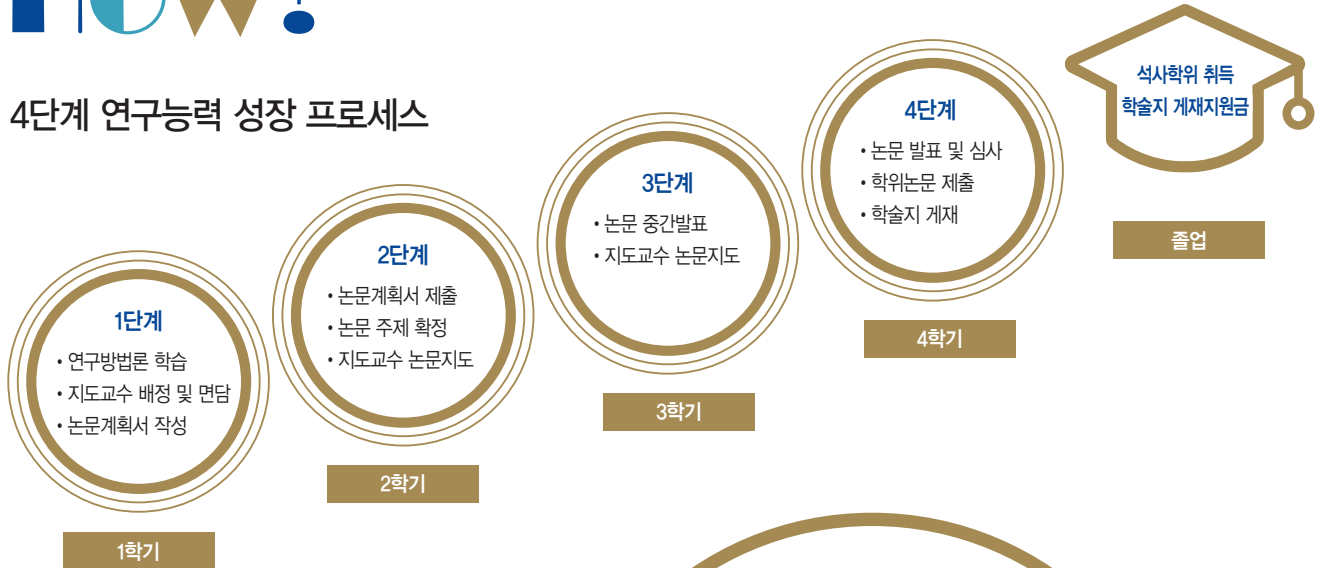 4단계 연구능력 성장 프로세스
1단계
• 연구방법론 학습
• 지도교수 배정 및 면담
• 논문계획서 작성
1학기
2단계
• 논문계획서 제출
• 논문 주제 확정
• 지도교수 논문지도
2학기
3단계
• 논문 중간발표
• 지도교수 논문지도
3학기
4단계
• 논문 발표 및 심사
• 학위논문 제출
• 학술지 게재
4학기
석사학위 취득
학술지 게재지원금
졸업